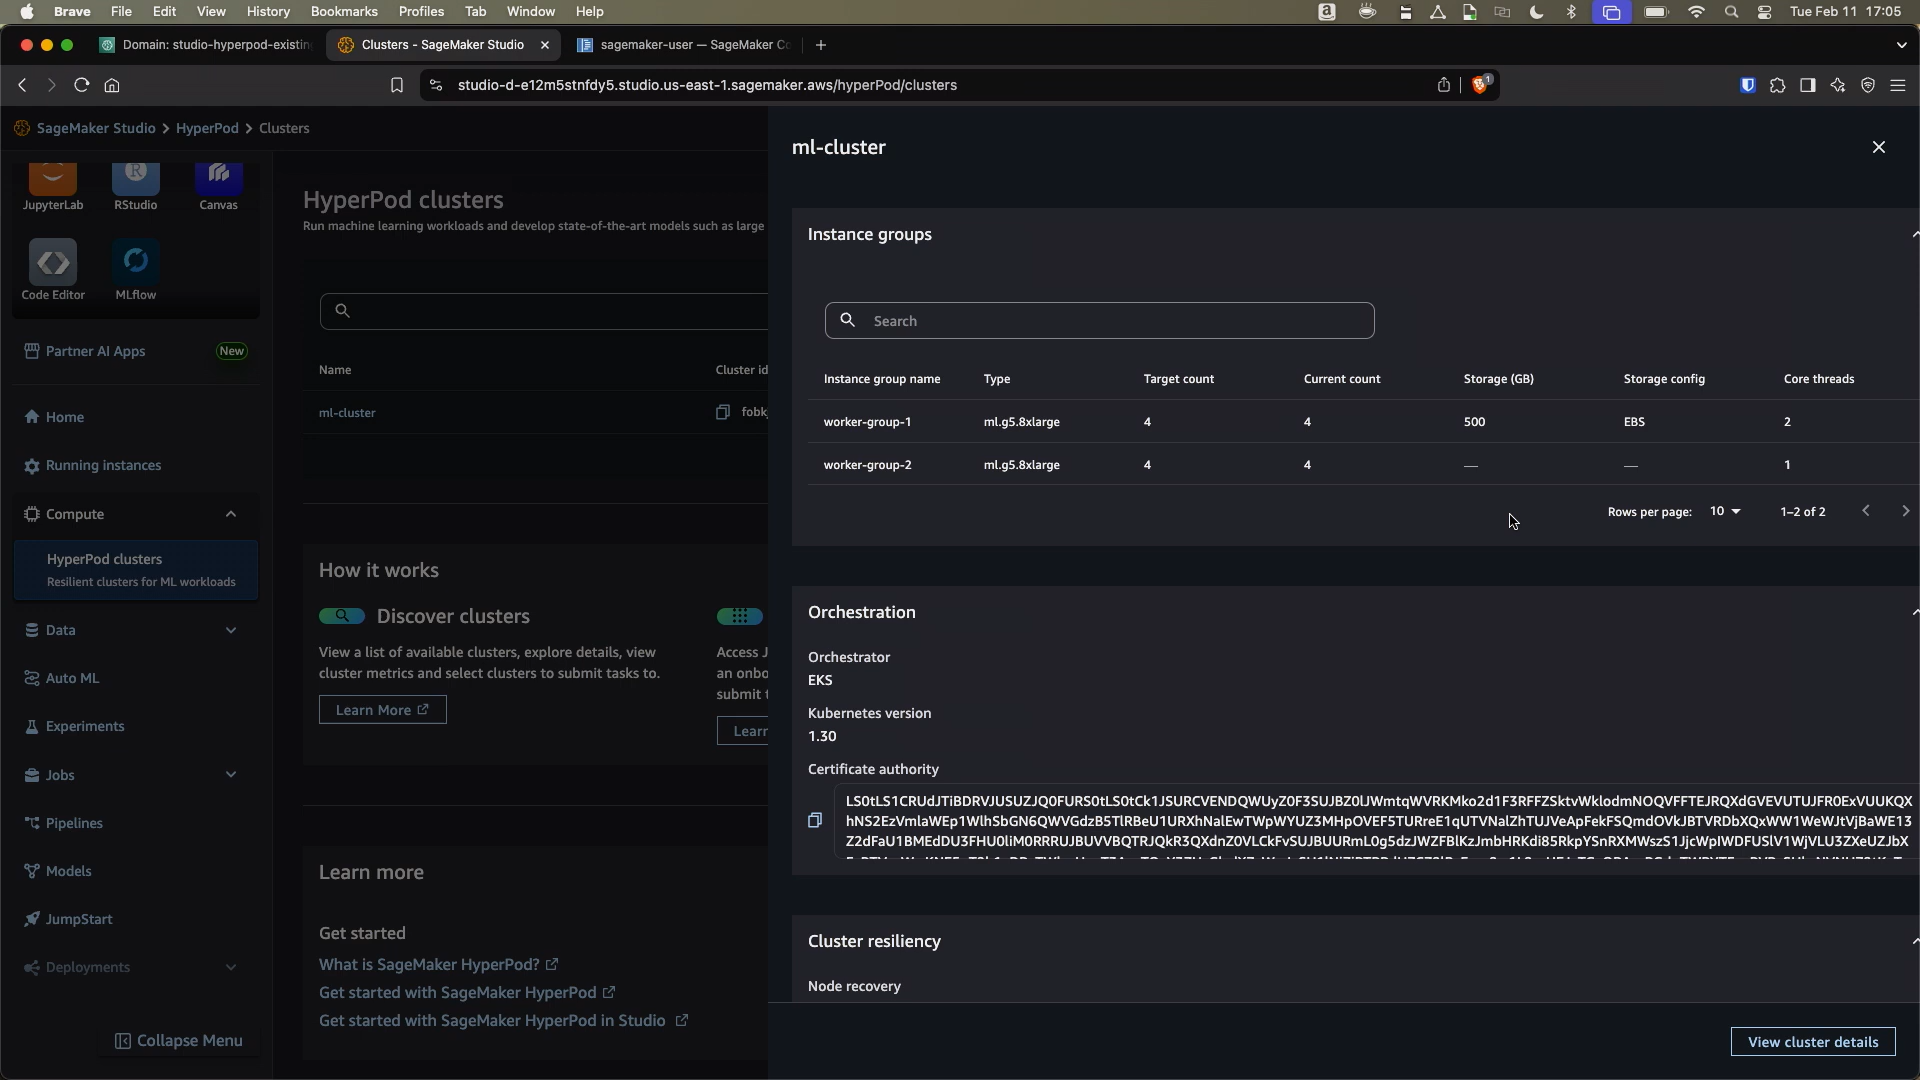 Brave File Edit View History Bookmarks Profiles Tab Window Help Tue Feb 11 17:05
Domain: studio-hyperpod-existing
Clusters - SageMaker Studio
sagemaker-user — SageMaker Co
studio-d-e12m5stnfdy5.studio.us-east-1.sagemaker.aws/hyperPod/clusters
1
SageMaker Studio > HyperPod > Clusters
JupyterLab
RStudio
Canvas
Code Editor
MLflow
Partner AI Apps
New
Home
Running instances
Compute
HyperPod clusters
Resilient clusters for ML workloads
Data
Auto ML
Experiments
Jobs
Pipelines
Models
JumpStart
Deployments
Collapse Menu
HyperPod clusters
Run machine learning workloads and develop state-of-the-art models such as large
Name
Cluster id
ml-cluster
How it works
Discover clusters
View a list of available clusters, explore details, view
cluster metrics and select clusters to submit tasks to.
Learn More
Access J
an onbo
submit t
Learn
Learn more
Get started
What is SageMaker HyperPod?
Get started with SageMaker HyperPod
Get started with SageMaker HyperPod in Studio
ml-cluster
Instance groups
Search
Instance group name Type Target count Current count Storage (GB) Storage config Core threads
worker-group-1 ml.g5.8xlarge 4 4 500 EBS 2
worker-group-2 ml.g5.8xlarge 4 4 — — 1
Rows per page: 10 1–2 of 2
Orchestration
Orchestrator
EKS
Kubernetes version
1.30
Certificate authority
Cluster resiliency
Node recovery
View cluster details